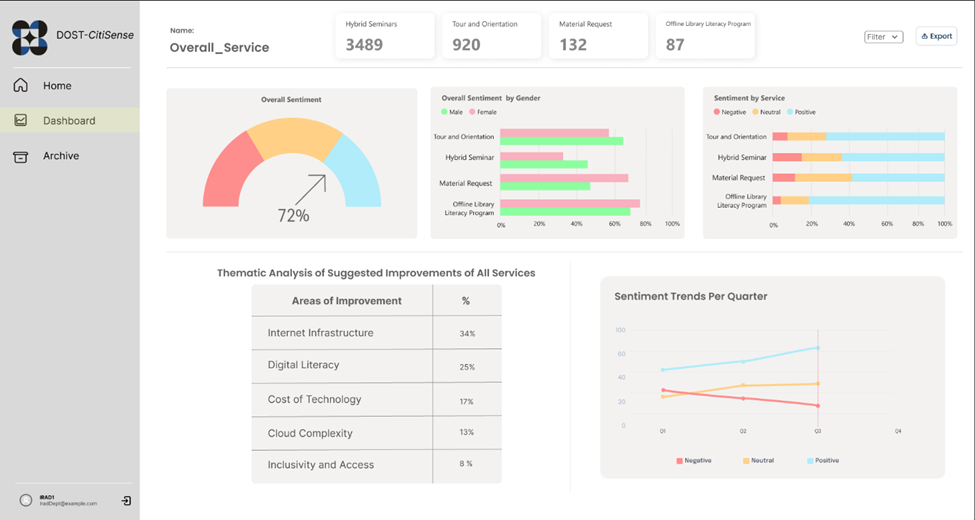 DOST-CitiSense
Home
Dashboard
Archive
IRAD1
IradDept@example.com
Name:
Overall_Service
Hybrid Seminars
3489
Tour and Orientation
920
Material Request
132
Offline Library Literacy Program
87
Filter
Export
Overall Sentiment
72%
Overall Sentiment by Gender
Male Female
Tour and Orientation
Hybrid Seminar
Material Request
Offline Library
Literacy Program
0% 20% 40% 60% 80% 100%
Sentiment by Service
Negative Neutral Positive
Tour and Orientation
Hybrid Seminar
Material Request
Offline Library
Literacy Program
0% 20% 40% 60% 80% 100%
Thematic Analysis of Suggested Improvements of All Services
Areas of Improvement %
Internet Infrastructure 34%
Digital Literacy 25%
Cost of Technology 17%
Cloud Complexity 13%
Inclusivity and Access 8 %
Sentiment Trends Per Quarter
100
60
40
20
0
Q1 Q2 Q3 Q4
Negative Neutral Positive